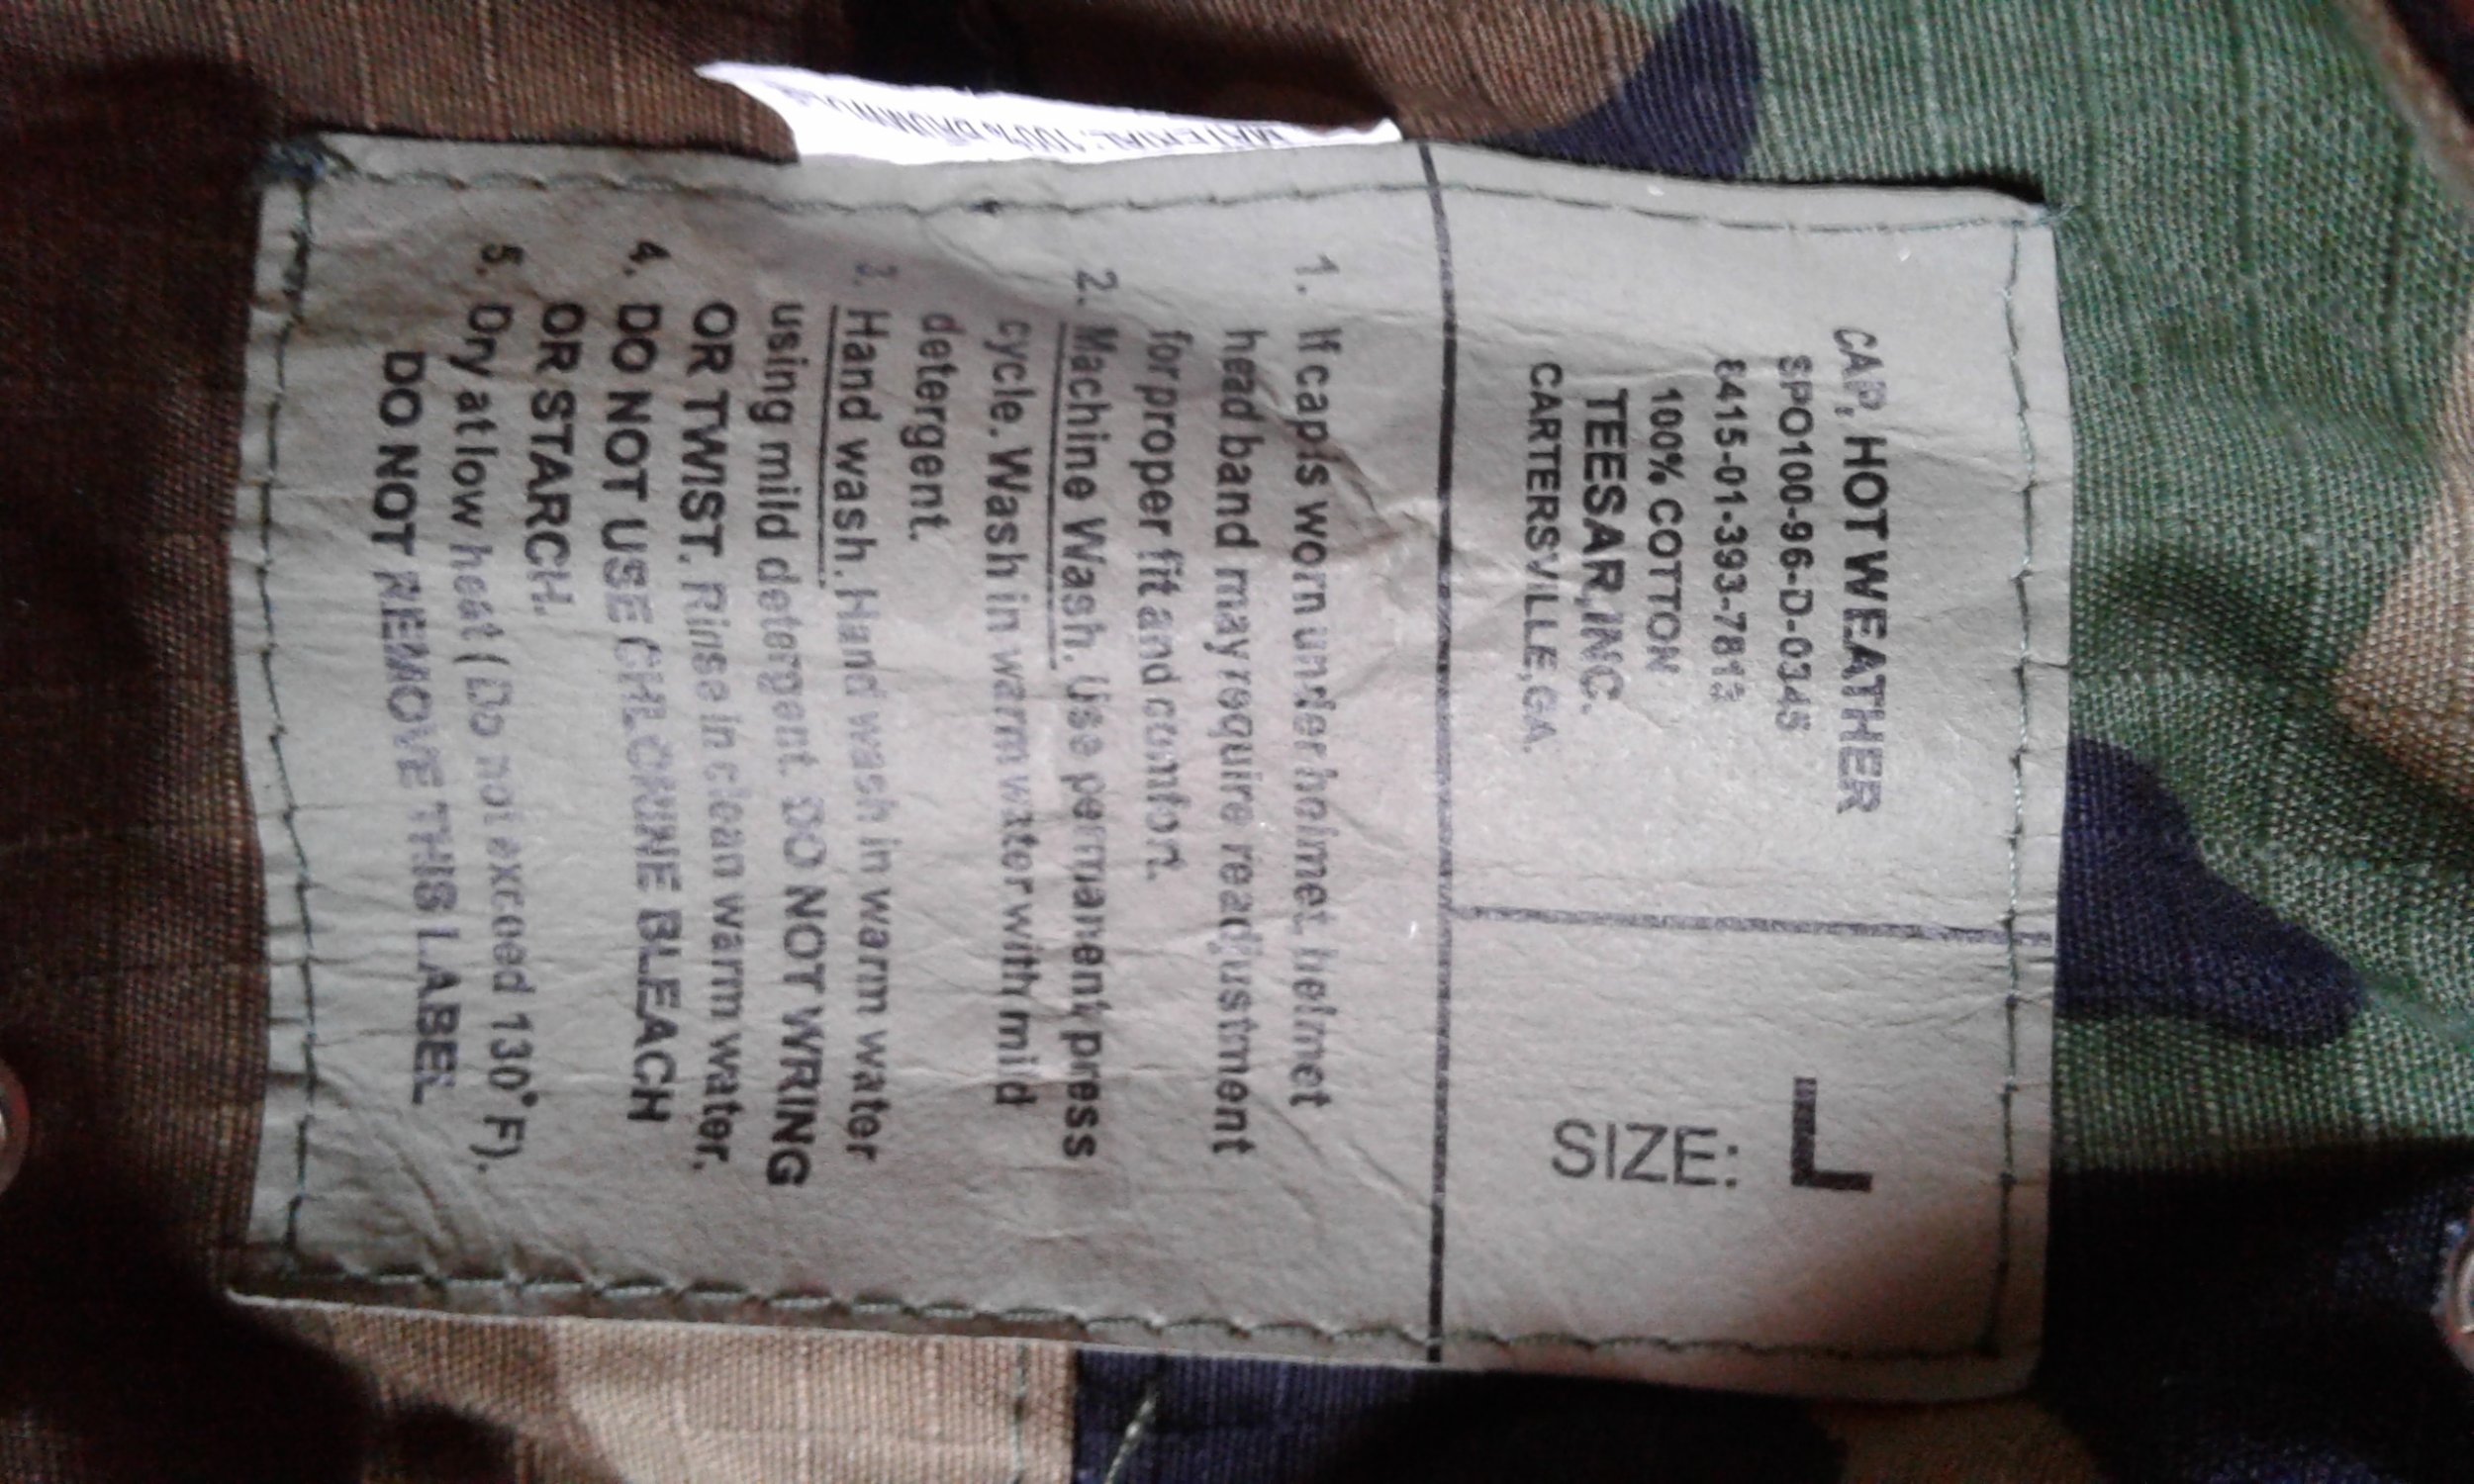 CAP, HOT WEATHER
SPO100-96-D-0345
8415-01-393-7813
100% COTTON
TEESAR,INC.
CARTERSVILLE,GA.
L
SIZE:
1. If cap is worn under helmet, helmet
head band may require readjustment
for proper fit and comfort.
2. Machine Wash. Use permanent press
cycle. Wash in warm water with mild
detergent.
3. Hand wash. Hand wash in warm water
using mild detergent. DO NOT WRING
OR TWIST. Rinse in clean warm water.
4. DO NOT USE CHLORINE BLEACH
OR STARCH.
5. Dry at low heat (Do not exceed 130° F).
DO NOT REMOVE THIS LABEL
MATERIAL: 100%